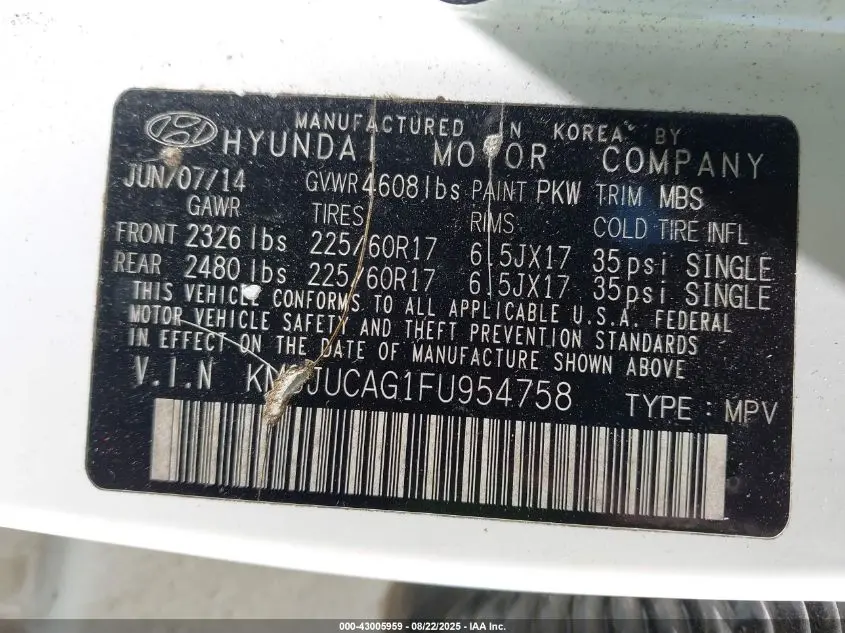 MANUFACTURED IN KOREA BY
HYUNDAI MOTOR COMPANY
JUN/07/14 GVWR 4608lbs PAINT PKW TRIM MBS
GAWR TIRES RIMS COLD TIRE INFL
FRONT 2326 lbs 225/60R17 6.5JX17 35psi SINGLE
REAR 2480 lbs 225/60R17 6.5JX17 35psi SINGLE
THIS VEHICLE CONFORMS TO ALL APPLICABLE U.S.A. FEDERAL
MOTOR VEHICLE SAFETY AND THEFT PREVENTION STANDARDS
IN EFFECT ON THE DATE OF MANUFACTURE SHOWN ABOVE
V.I.N TYPE : MPV
000-43005959 - 08/22/2025 - IAA Inc.